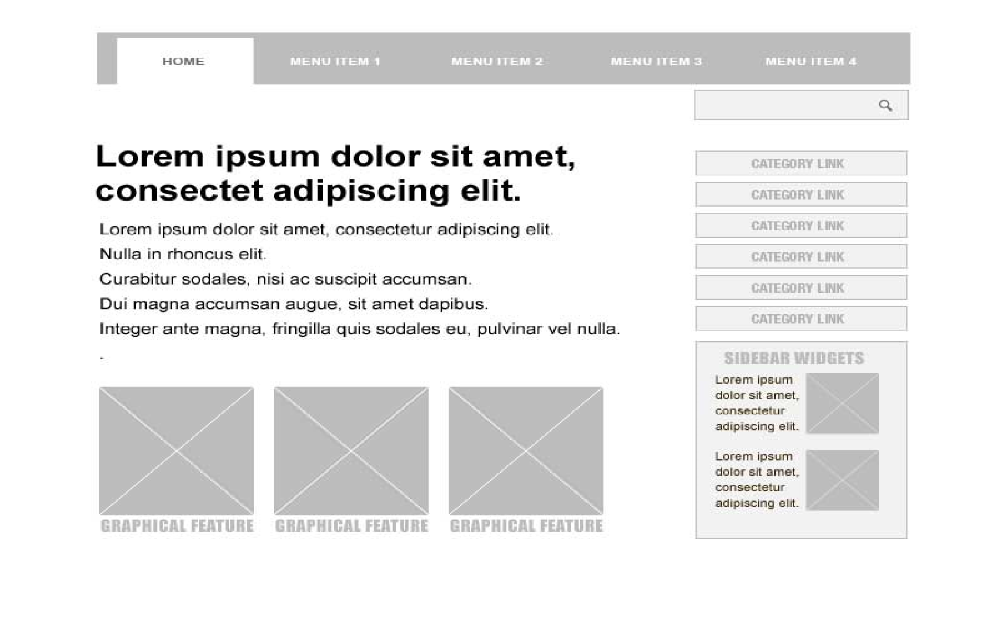 HOME MENU ITEM 1 MENU ITEM 2 MENU ITEM 3 MENU ITEM 4
Lorem ipsum dolor sit amet,
consectet adipiscing elit.
Lorem ipsum dolor sit amet, consectetur adipiscing elit.
Nulla in rhoncus elit.
Curabitur sodales, nisi ac suscipit accumsan.
Dui magna accumsan augue, sit amet dapibus.
Integer ante magna, fringilla quis sodales eu, pulvinar vel nulla.
.
GRAPHICAL FEATURE GRAPHICAL FEATURE GRAPHICAL FEATURE
CATEGORY LINK
CATEGORY LINK
CATEGORY LINK
CATEGORY LINK
CATEGORY LINK
CATEGORY LINK
SIDEBAR WIDGETS
Lorem ipsum
dolor sit amet,
consectetur
adipiscing elit.
Lorem ipsum
dolor sit amet,
consectetur
adipiscing elit.